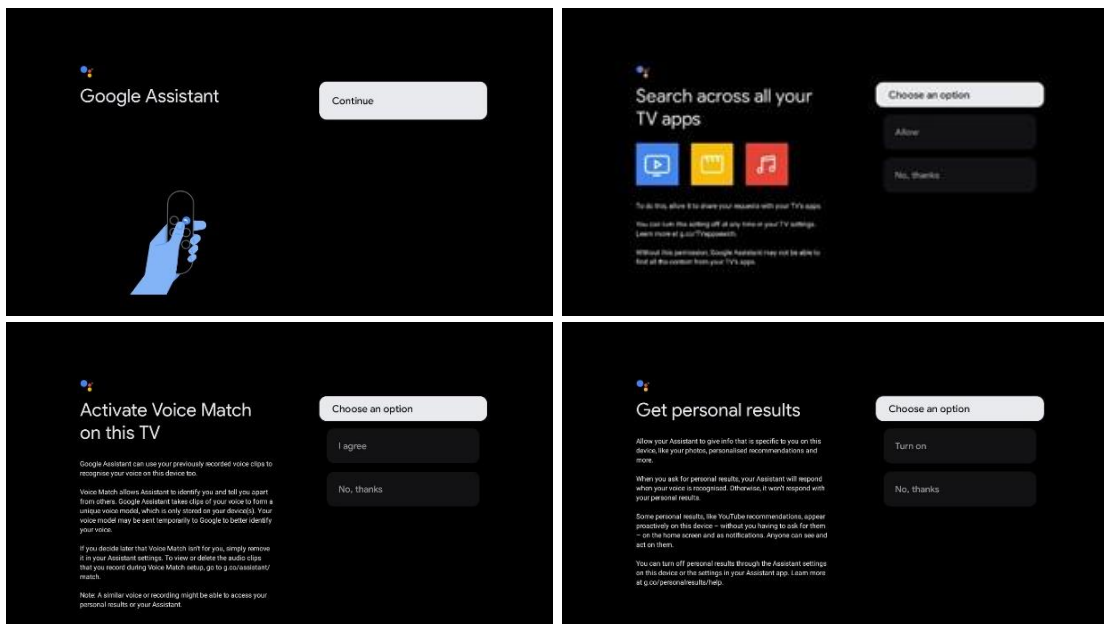 Google Assistant
Continue
Search across all your
TV apps
To do this, allow it to share your requests with your TV's apps.
You can turn this setting off at any time in your TV settings.
Learn more at g.co/TVappsearch.
Without this permission, Google Assistant may not be able to
find all the content from your TV's apps.
Choose an option
Allow
No, thanks
Activate Voice Match
on this TV
Google Assistant can use your previously recorded voice clips to
recognise your voice on this device too.
Voice Match allows Assistant to identify you and tell you apart
from others. Google Assistant takes clips of your voice to form a
unique voice model, which is only stored on your device(s). Your
voice model may be sent temporarily to Google to better identify
your voice.
If you decide later that Voice Match isn't for you, simply remove
it in your Assistant settings. To view or delete the audio clips
that you record during Voice Match setup, go to g.co/assistant/
match.
Note: A similar voice or recording might be able to access your
personal results or your Assistant.
Choose an option
I agree
No, thanks
Get personal results
Allow your Assistant to give info that is specific to you on this
device, like your photos, personalised recommendations and
more.
When you ask for personal results, your Assistant will respond
when your voice is recognised. Otherwise, it won't respond with
your personal results.
Some personal results, like YouTube recommendations, appear
proactively on this device – without you having to ask for them
– on the home screen and as notifications. Anyone can see and
act on them.
You can turn off personal results through the Assistant settings
on this device or the settings in your Assistant app. Learn more
at g.co/personalresults/help.
Choose an option
Turn on
No, thanks